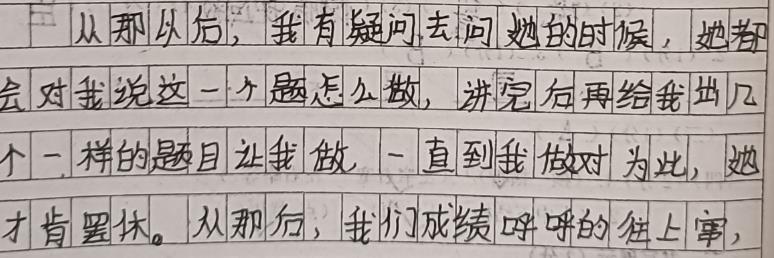 从那以后，我有疑问去问她的时候，她都
会对我说这一个题怎么做，讲完后再给我出几
个一样的题目让我做，一直到我做对为此，她
才肯罢休。从那后，我们成绩呼呼的往上窜，